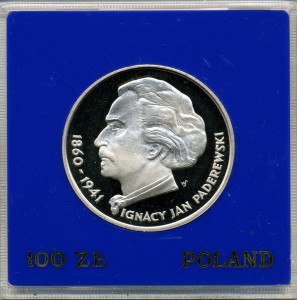 1860-1941
IGNACY JAN PADEREWSKI
100 ZŁ POLAND